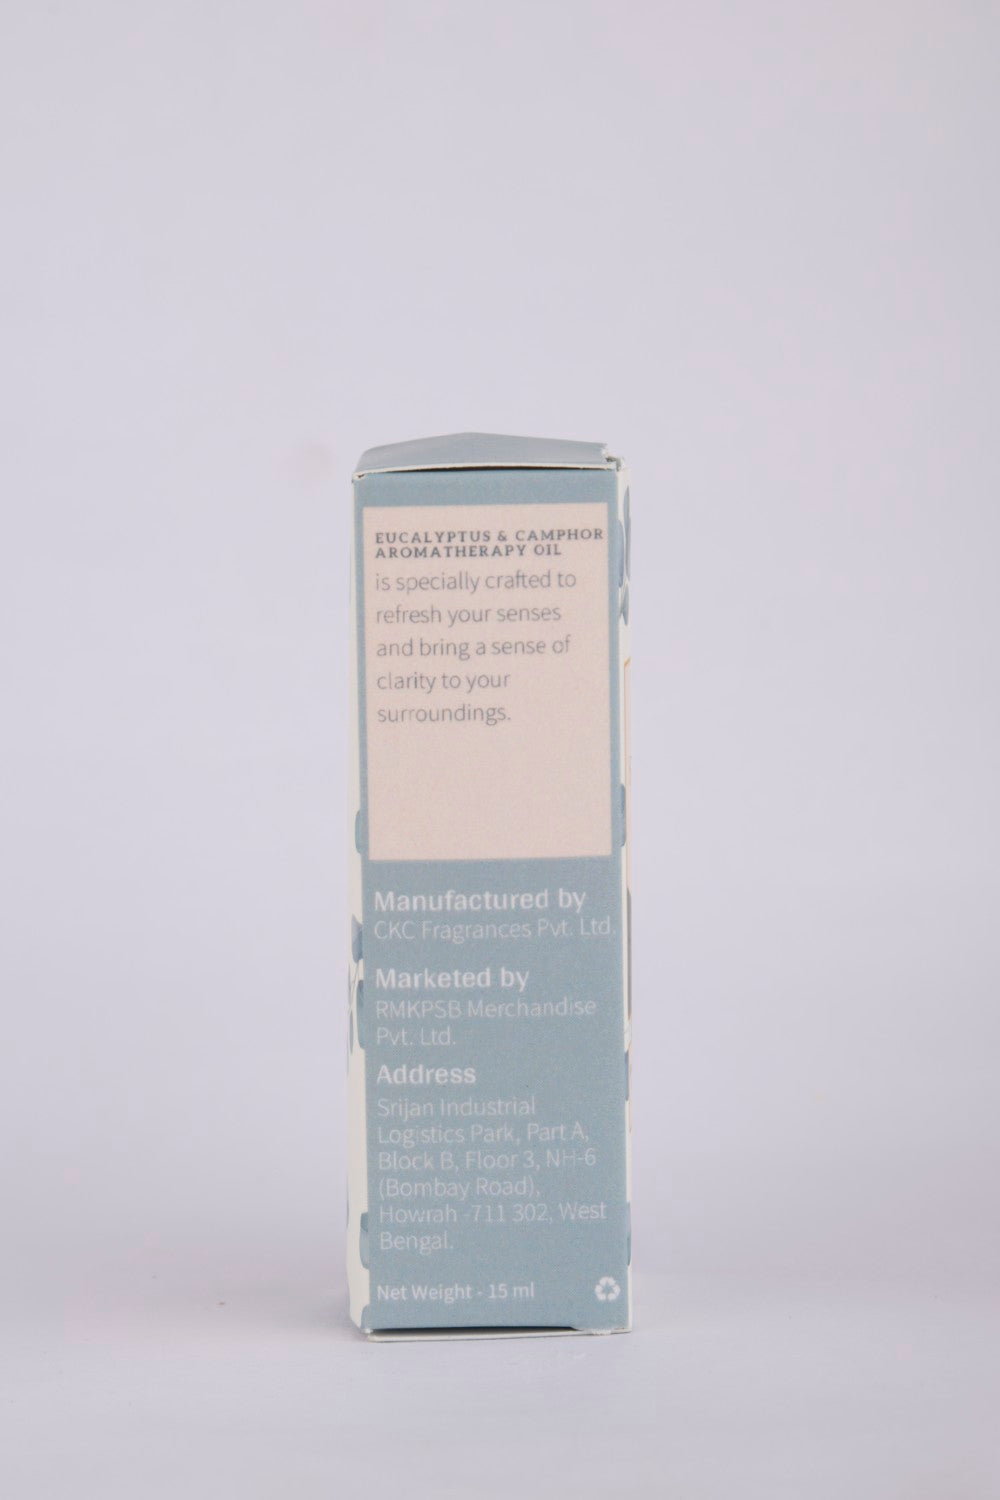 EUCALYPTUS & CAMPHOR
AROMATHERAPY OIL
is specially crafted to
refresh your senses
and bring a sense of
clarity to your
surroundings.
Manufactured by
CKC Fragrances Pvt. Ltd.
Marketed by
RMKPSB Merchandise
Pvt. Ltd.
Address
Srijan Industrial
Logistics Park, Part A,
Block B, Floor 3, NH-6
(Bombay Road),
Howrah -711 302, West
Bengal.
Net Weight - 15 ml